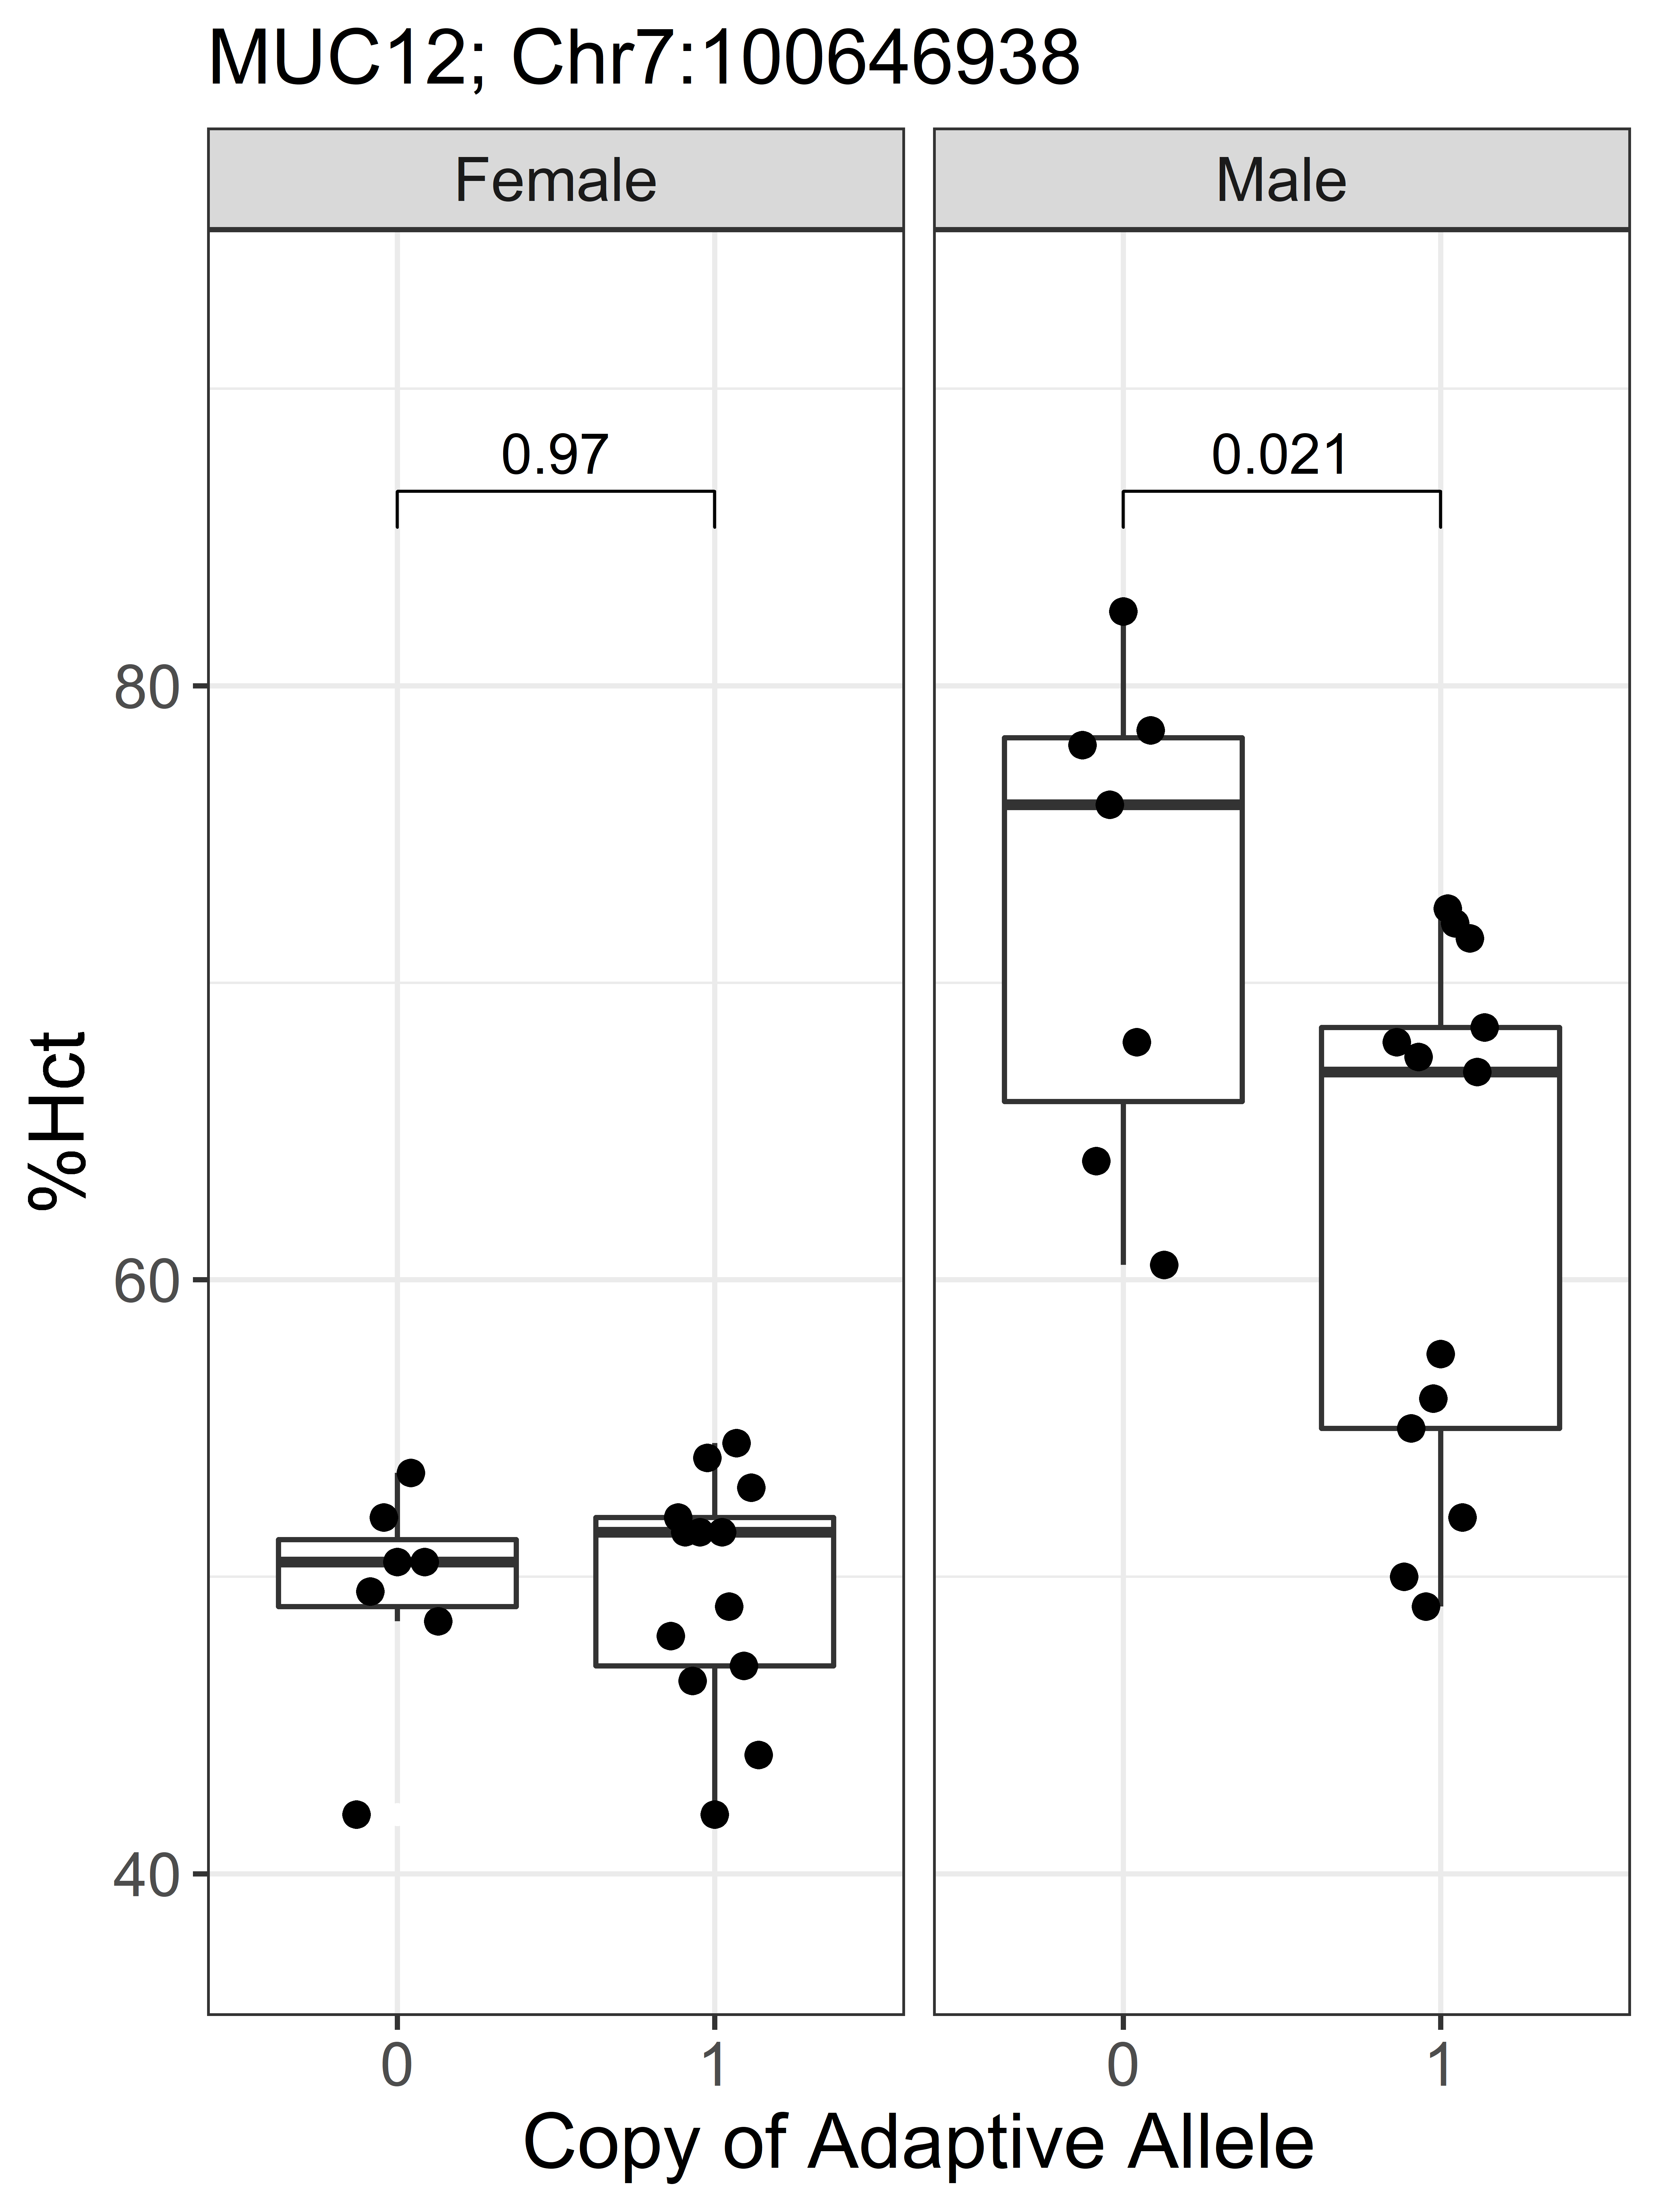 MUC12; Chr7:100646938
Female
Male
0.97
0.021
80
60
40
%Hct
0
1
0
1
Copy of Adaptive Allele